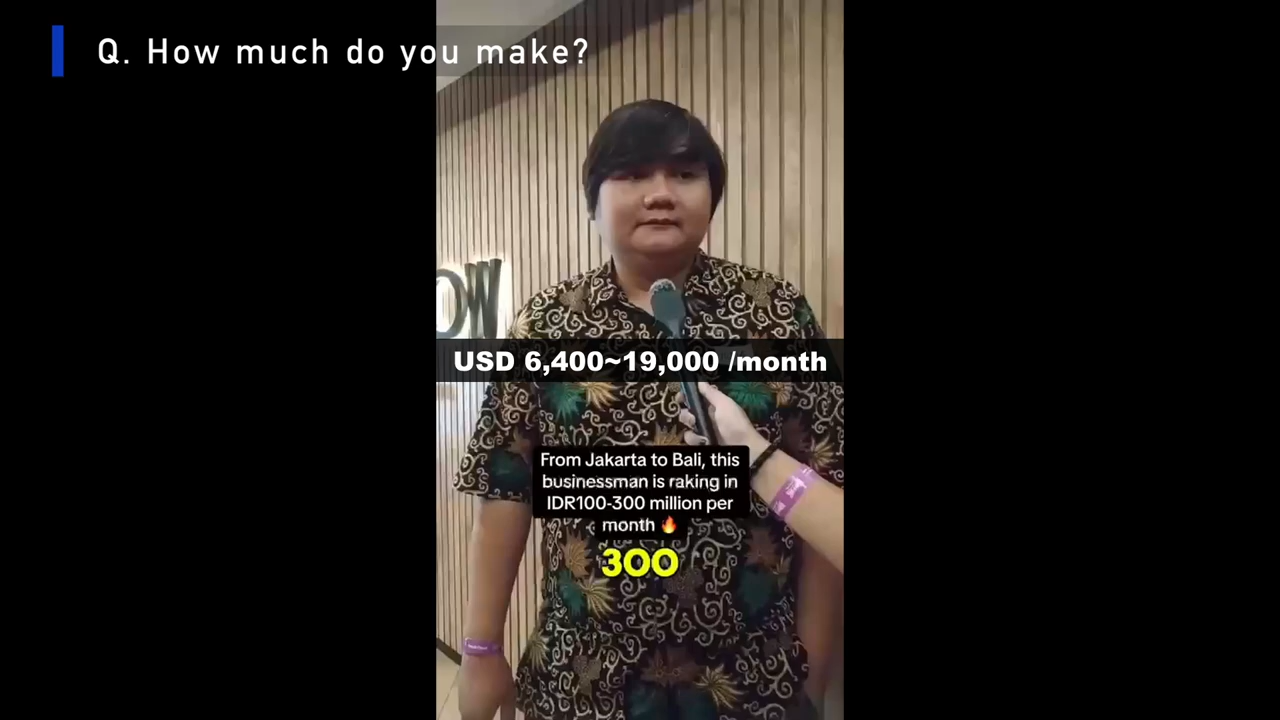 Q. How much do you make?
OW
USD 6,400~19,000 /month
From Jakarta to Bali, this
businessman is raking in
IDR100-300 million per
month 🔥
300